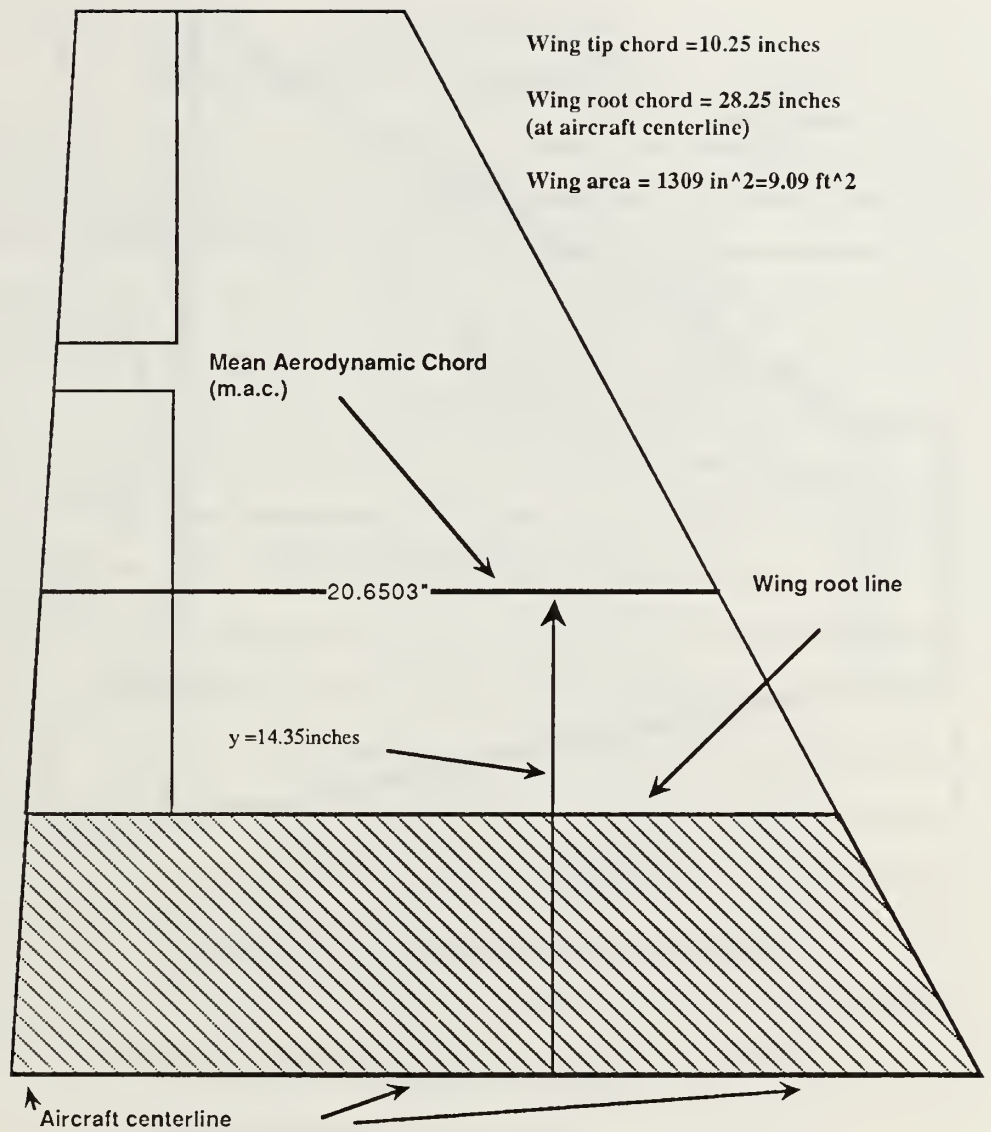 Wing tip chord =10.25 inches
Wing root chord = 28.25 inches
(at aircraft centerline)
Wing area = 1309 in^2=9.09 ft^2
Mean Aerodynamic Chord
(m.a.c.)
20.6503"
Wing root line
y =14.35inches
Aircraft centerline